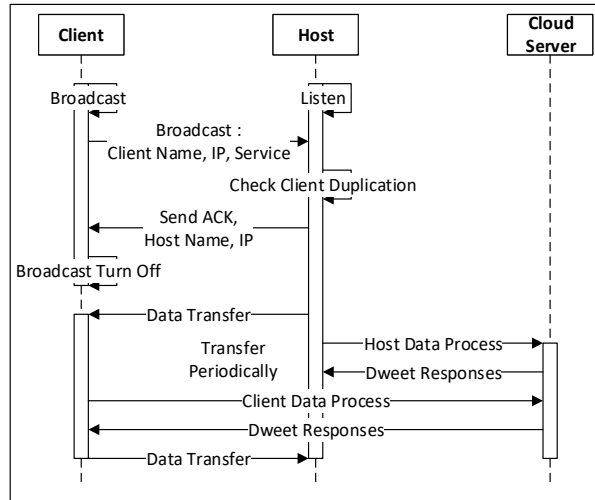 Client
Host
Cloud
Server
Broadcast
Listen
Broadcast :
Client Name, IP, Service
Check Client Duplication
Send ACK,
Host Name, IP
Broadcast Turn Off
Data Transfer
Host Data Process
Transfer
Periodically
Dweet Responses
Client Data Process
Dweet Responses
Data Transfer